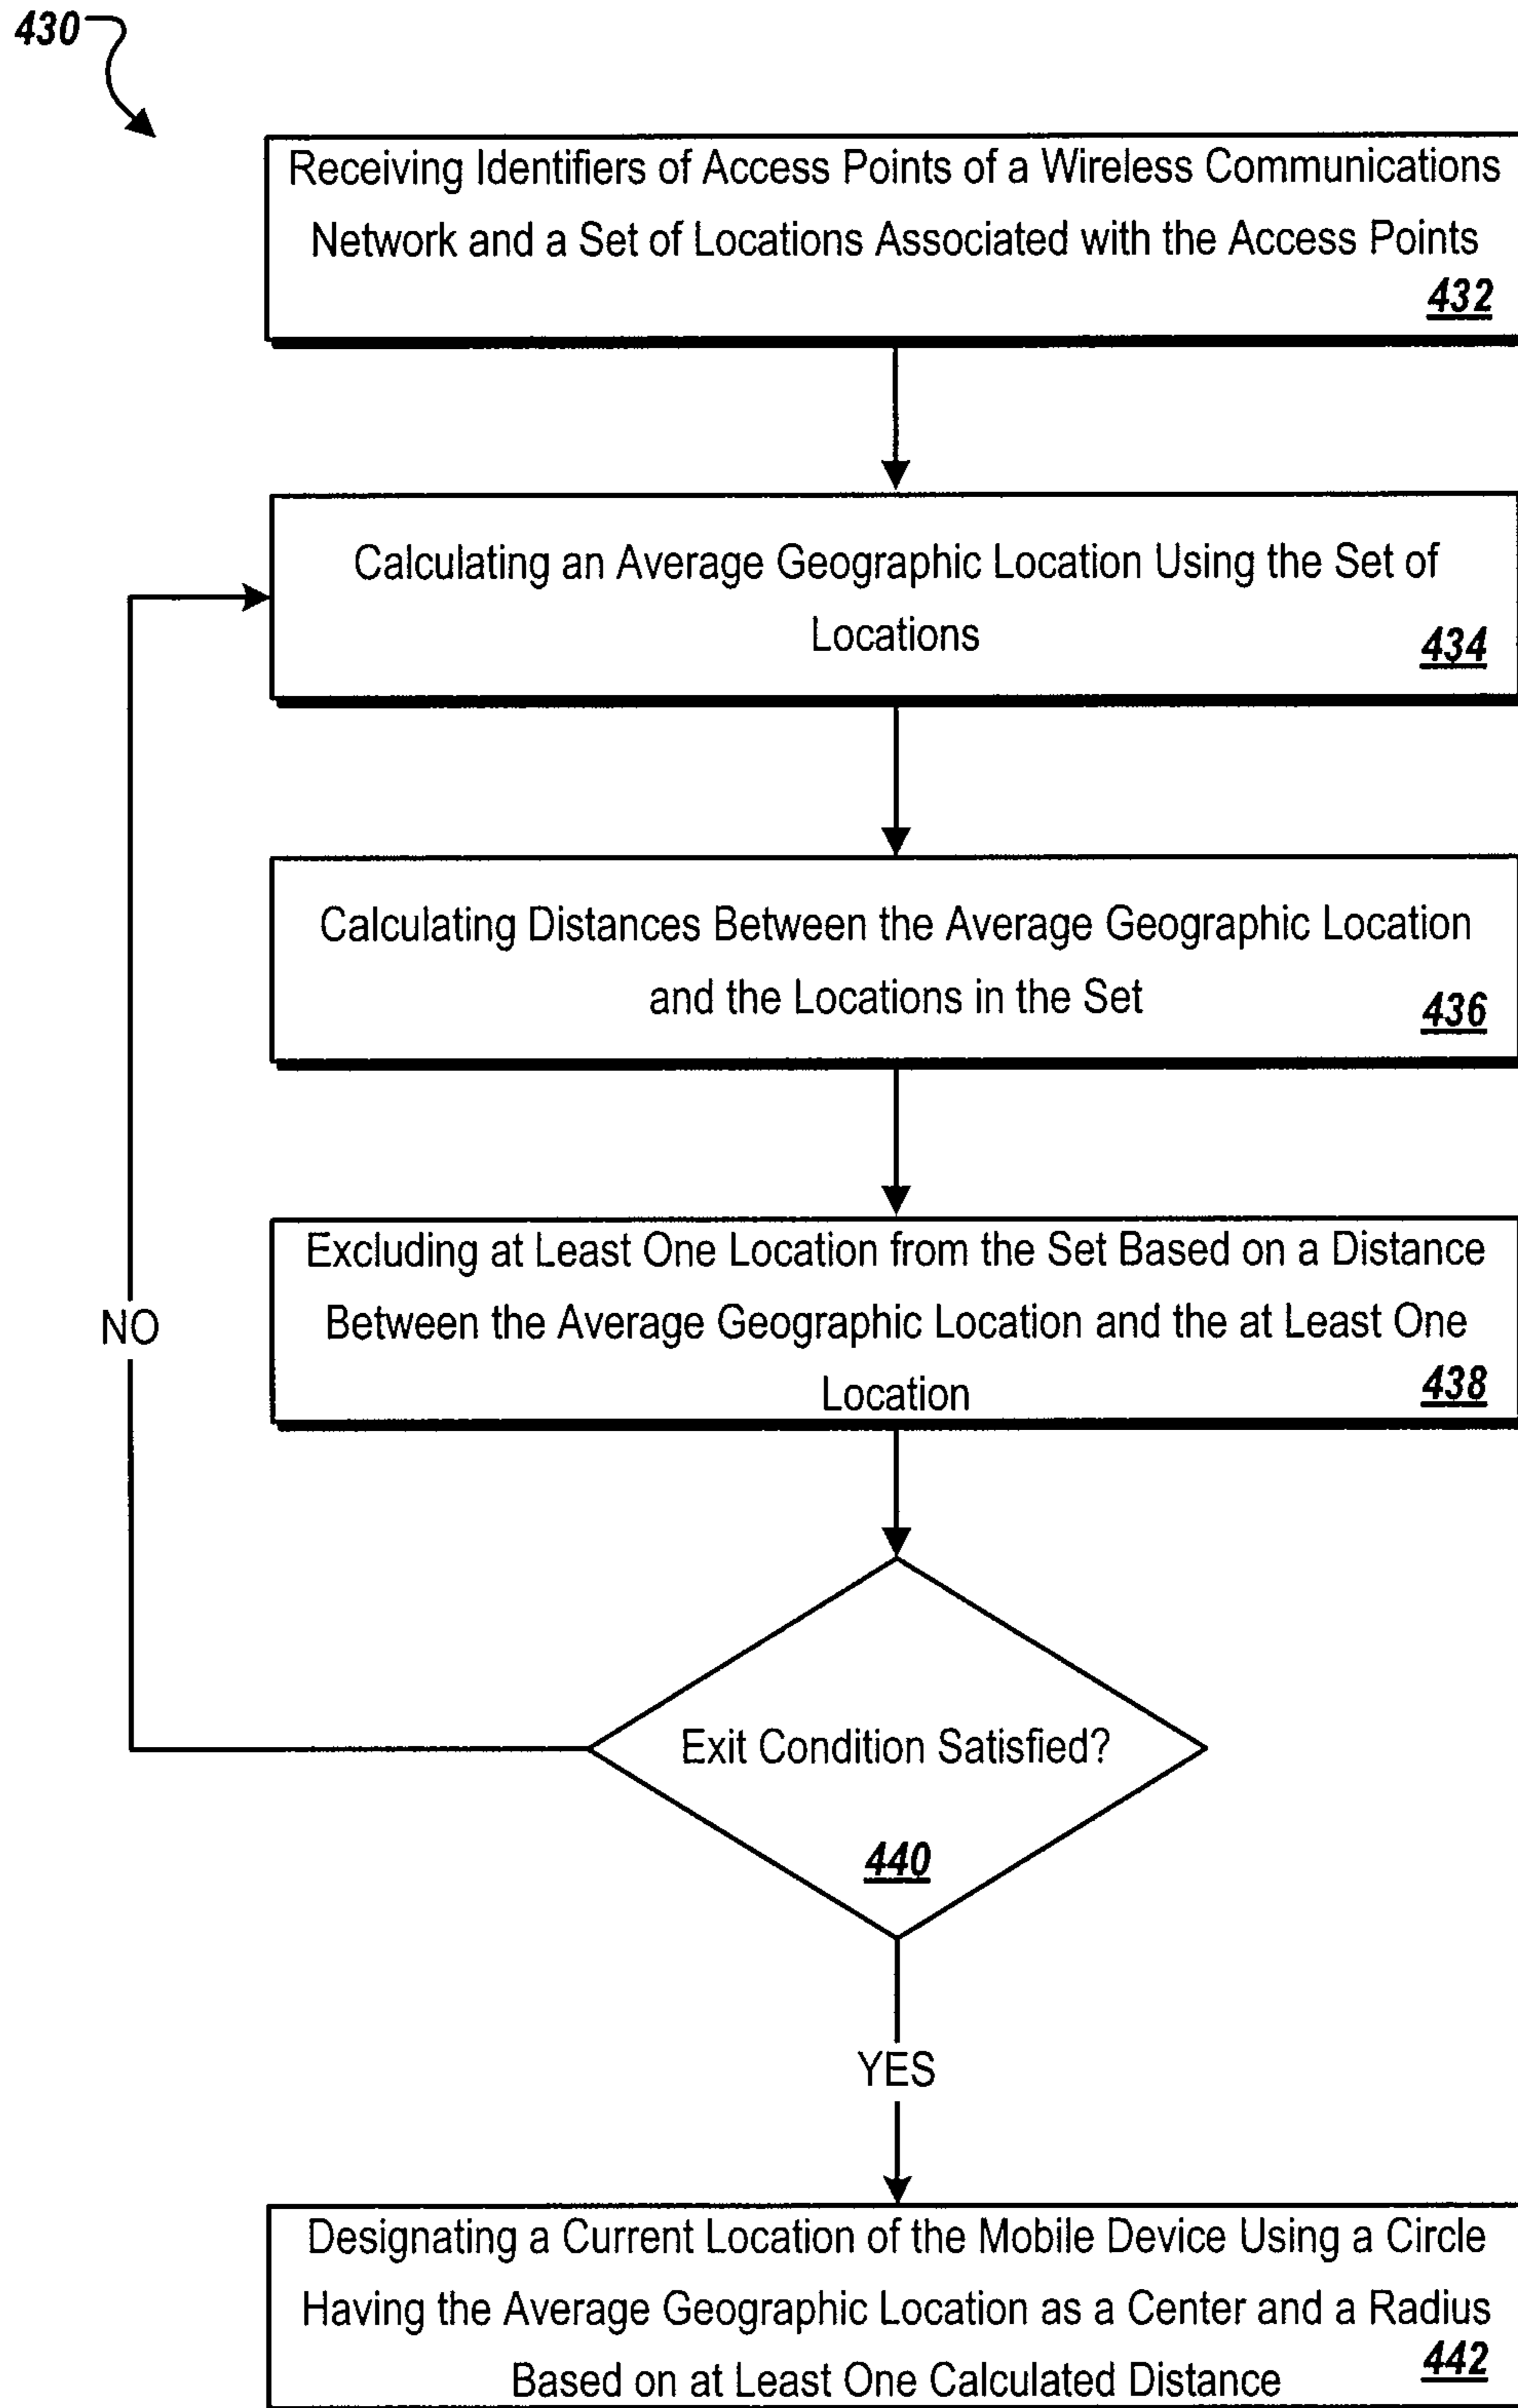 430
Receiving Identifiers of Access Points of a Wireless Communications
Network and a Set of Locations Associated with the Access Points
432
Calculating an Average Geographic Location Using the Set of
Locations
434
Calculating Distances Between the Average Geographic Location
and the Locations in the Set
436
Excluding at Least One Location from the Set Based on a Distance
Between the Average Geographic Location and the at Least One
Location
438
NO
Exit Condition Satisfied?
440
YES
Designating a Current Location of the Mobile Device Using a Circle
Having the Average Geographic Location as a Center and a Radius
Based on at Least One Calculated Distance
442